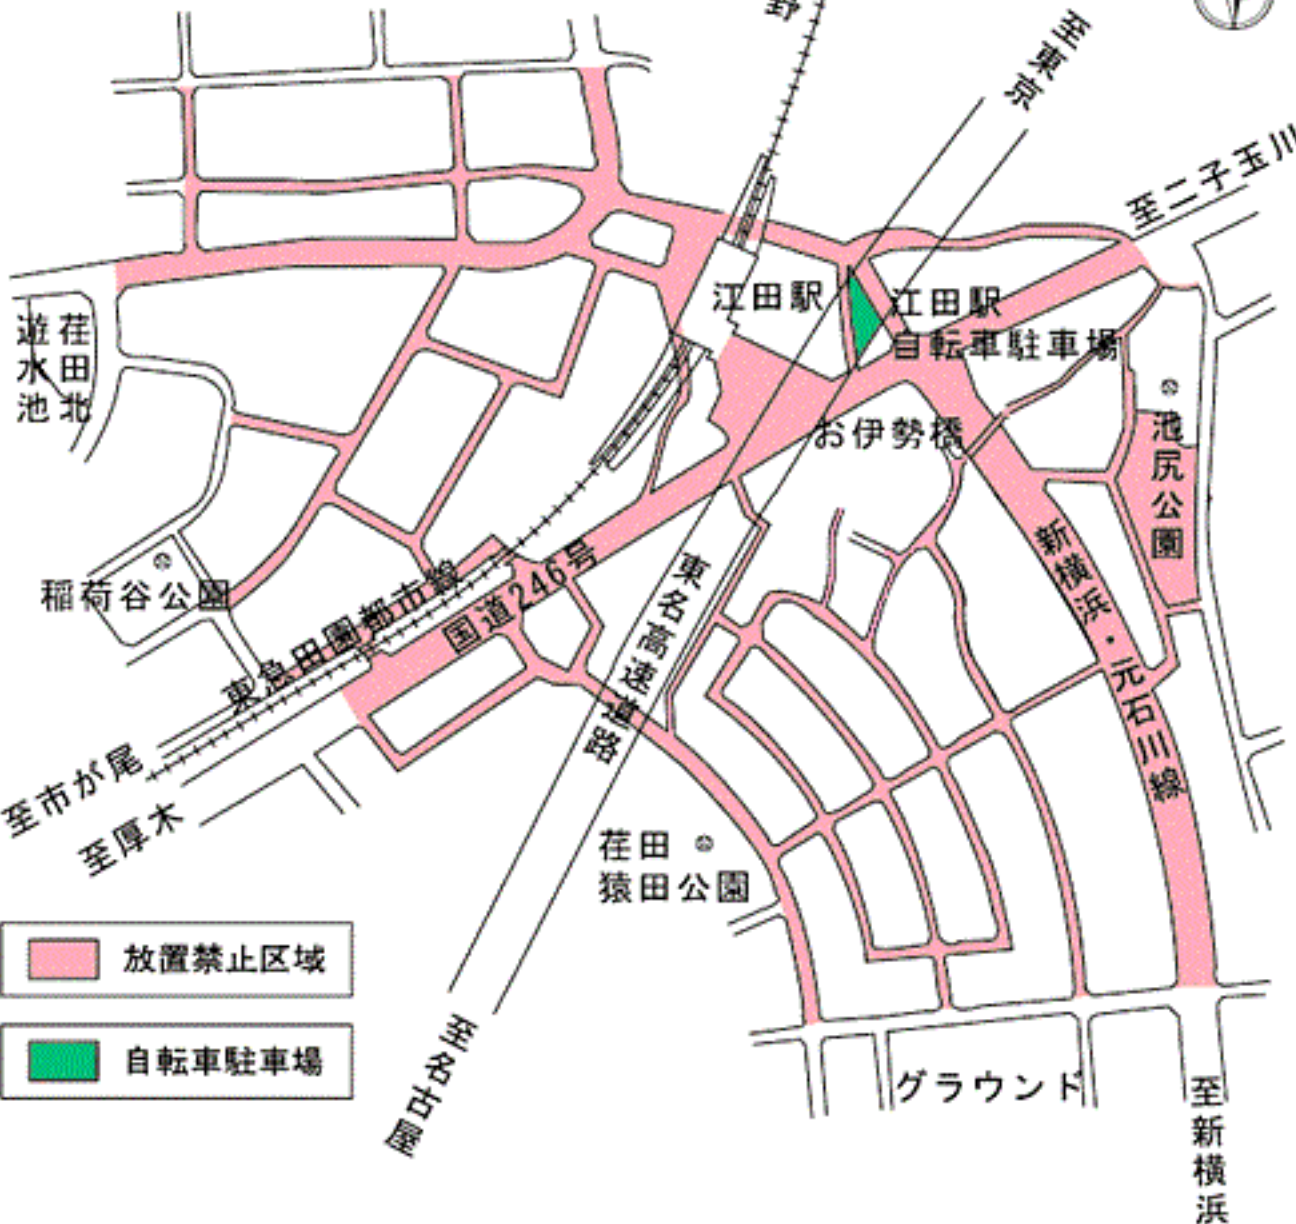 野
至東京
至二子玉川
江田駅
江田駅
自転車駐車場
荏田北
遊水池
お伊勢橋
池尻公園
新横浜・元石川線
稲荷谷公園
東急田園都市線
国道246号
東名高速道路
至市が尾
至厚木
荏田
猿田公園
放置禁止区域
自転車駐車場
至名古屋
グラウンド
至新横浜